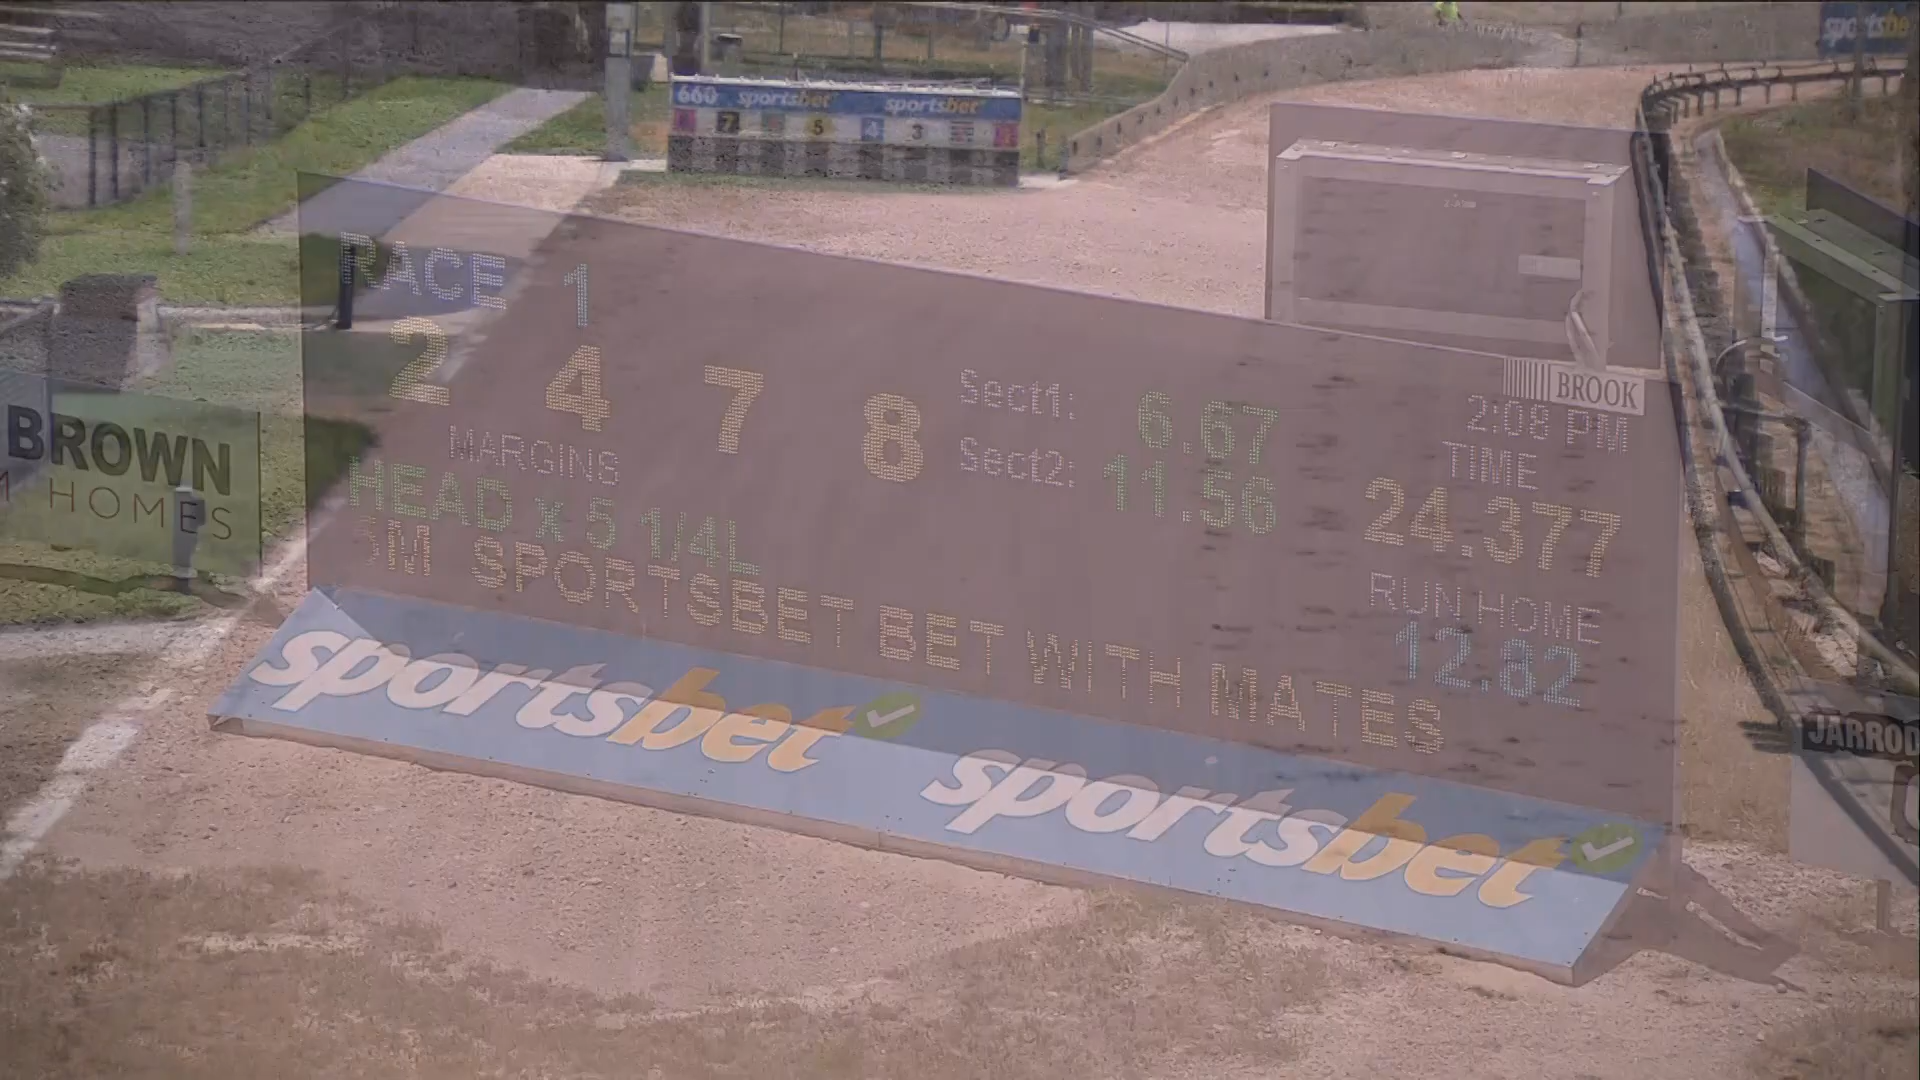 sportsbet
660 sportsbet sportsbet
7 5 4 3
RACE 1
2 4 7 8
MARGINS
HEAD x 5 1/4L
M SPORTSBET BET WITH MATES
Sect1: 6.67
Sect2: 11.56
BROOK
2:08 PM
TIME
24.377
RUN HOME
12.82
BROWN
HOMES
sportsbet sportsbet
JARROD